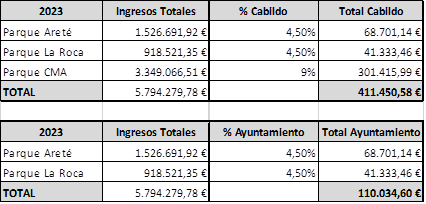 2023 Ingresos Totales % Cabildo Total Cabildo
Parque Areté 1.526.691,92 € 4,50% 68.701,14 €
Parque La Roca 918.521,35 € 4,50% 41.333,46 €
Parque CMA 3.349.066,51 € 9% 301.415,99 €
TOTAL 5.794.279,78 € 411.450,58 €
2023 Ingresos Totales % Ayuntamiento Total Ayuntamiento
Parque Areté 1.526.691,92 € 4,50% 68.701,14 €
Parque La Roca 918.521,35 € 4,50% 41.333,46 €
TOTAL 5.794.279,78 € 110.034,60 €